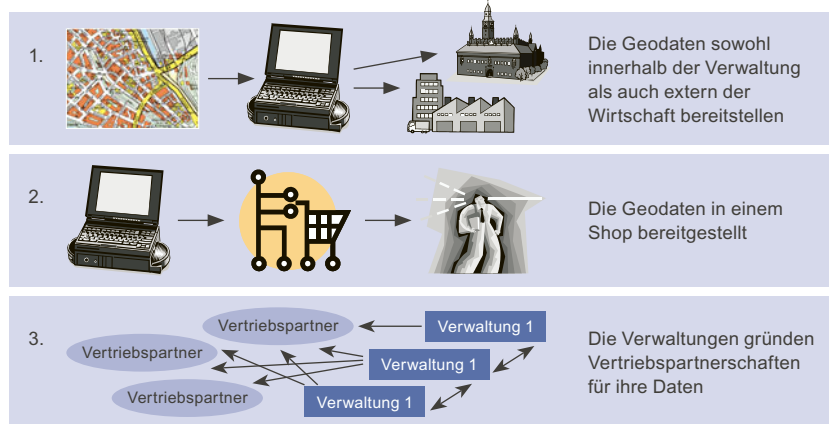 1.
Die Geodaten sowohl
innerhalb der Verwaltung
als auch extern der
Wirtschaft bereitstellen
2.
Die Geodaten in einem
Shop bereitgestellt
3.
Vertriebspartner
Verwaltung 1
Vertriebspartner
Verwaltung 1
Vertriebspartner
Verwaltung 1
Die Verwaltungen gründen
Vertriebspartnerschaften
für ihre Daten